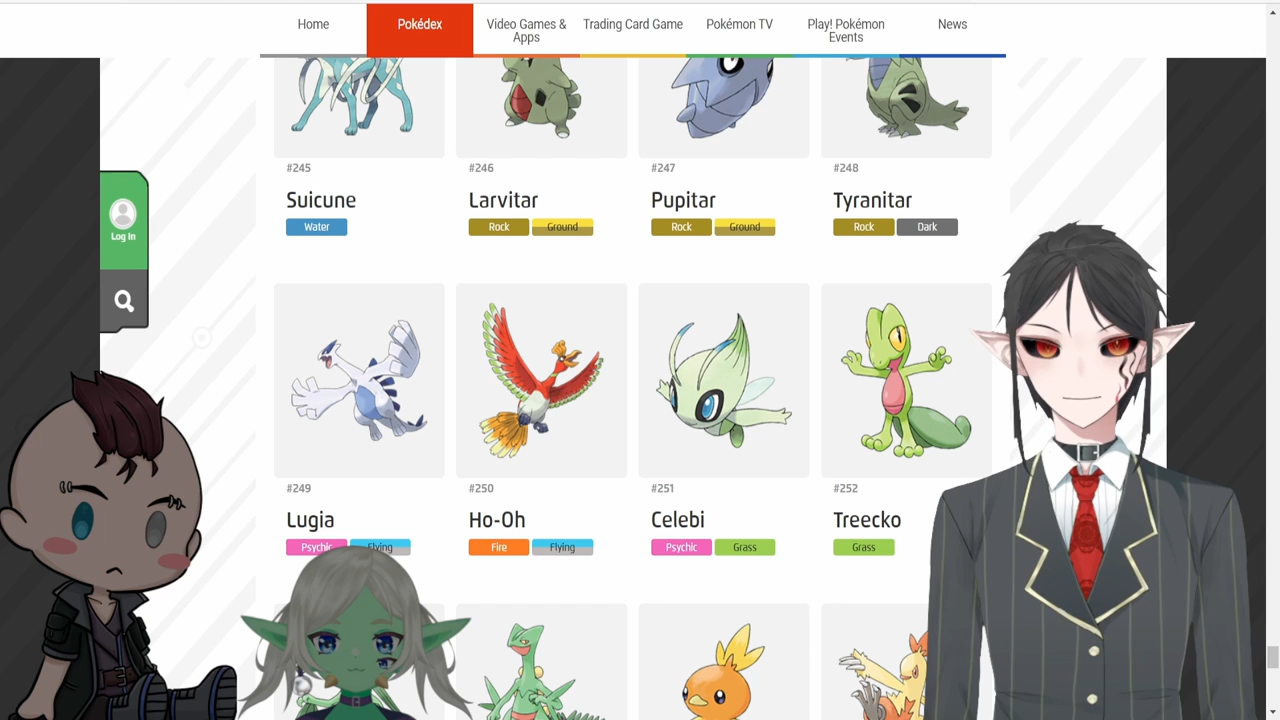 Home
Pokédex
Video Games &
Apps
Trading Card Game
Pokémon TV
Play! Pokémon
Events
News
Log In
#245
#246
#247
#248
Suicune
Larvitar
Pupitar
Tyranitar
Water
Rock Ground
Rock Ground
Rock Dark
#249
#250
#251
#252
Lugia
Ho-Oh
Celebi
Treecko
Psychic Flying
Fire Flying
Psychic Grass
Grass